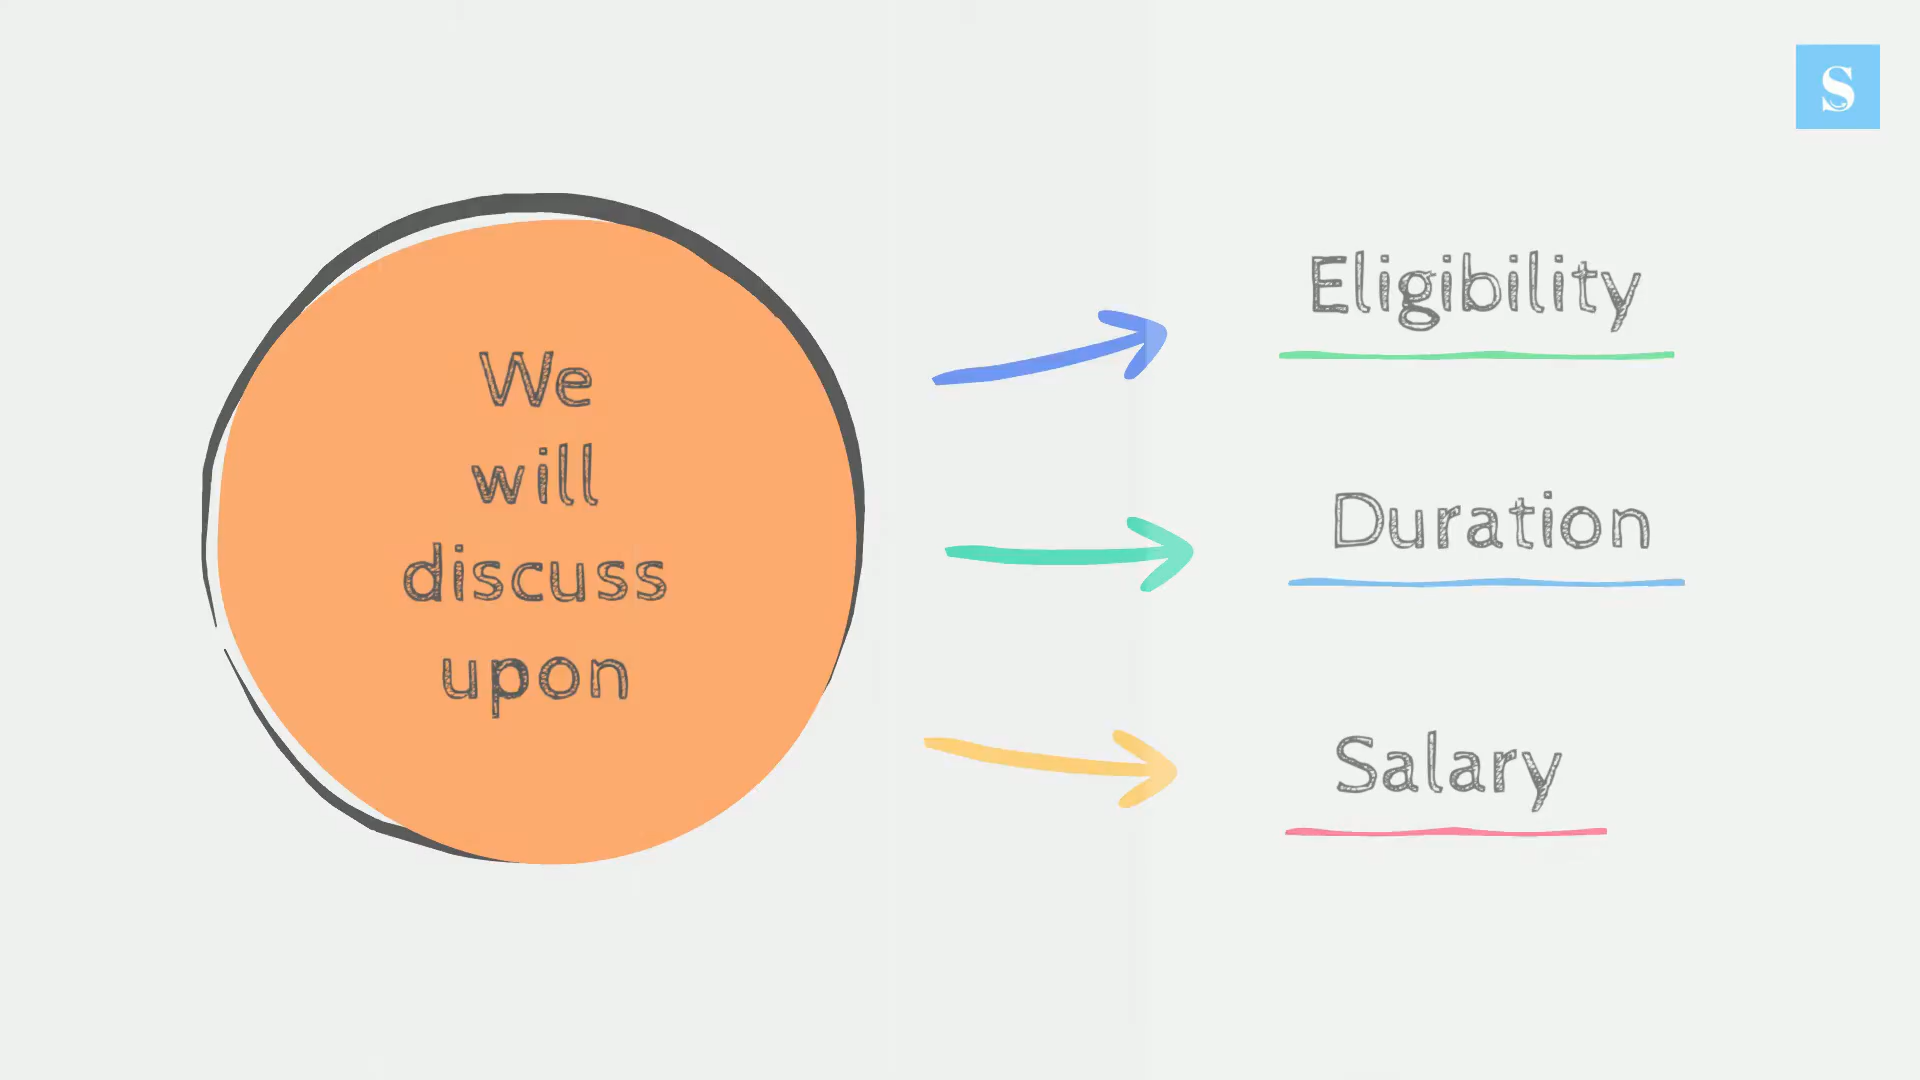 S
We
will
discuss
upon
Eligibility
Duration
Salary